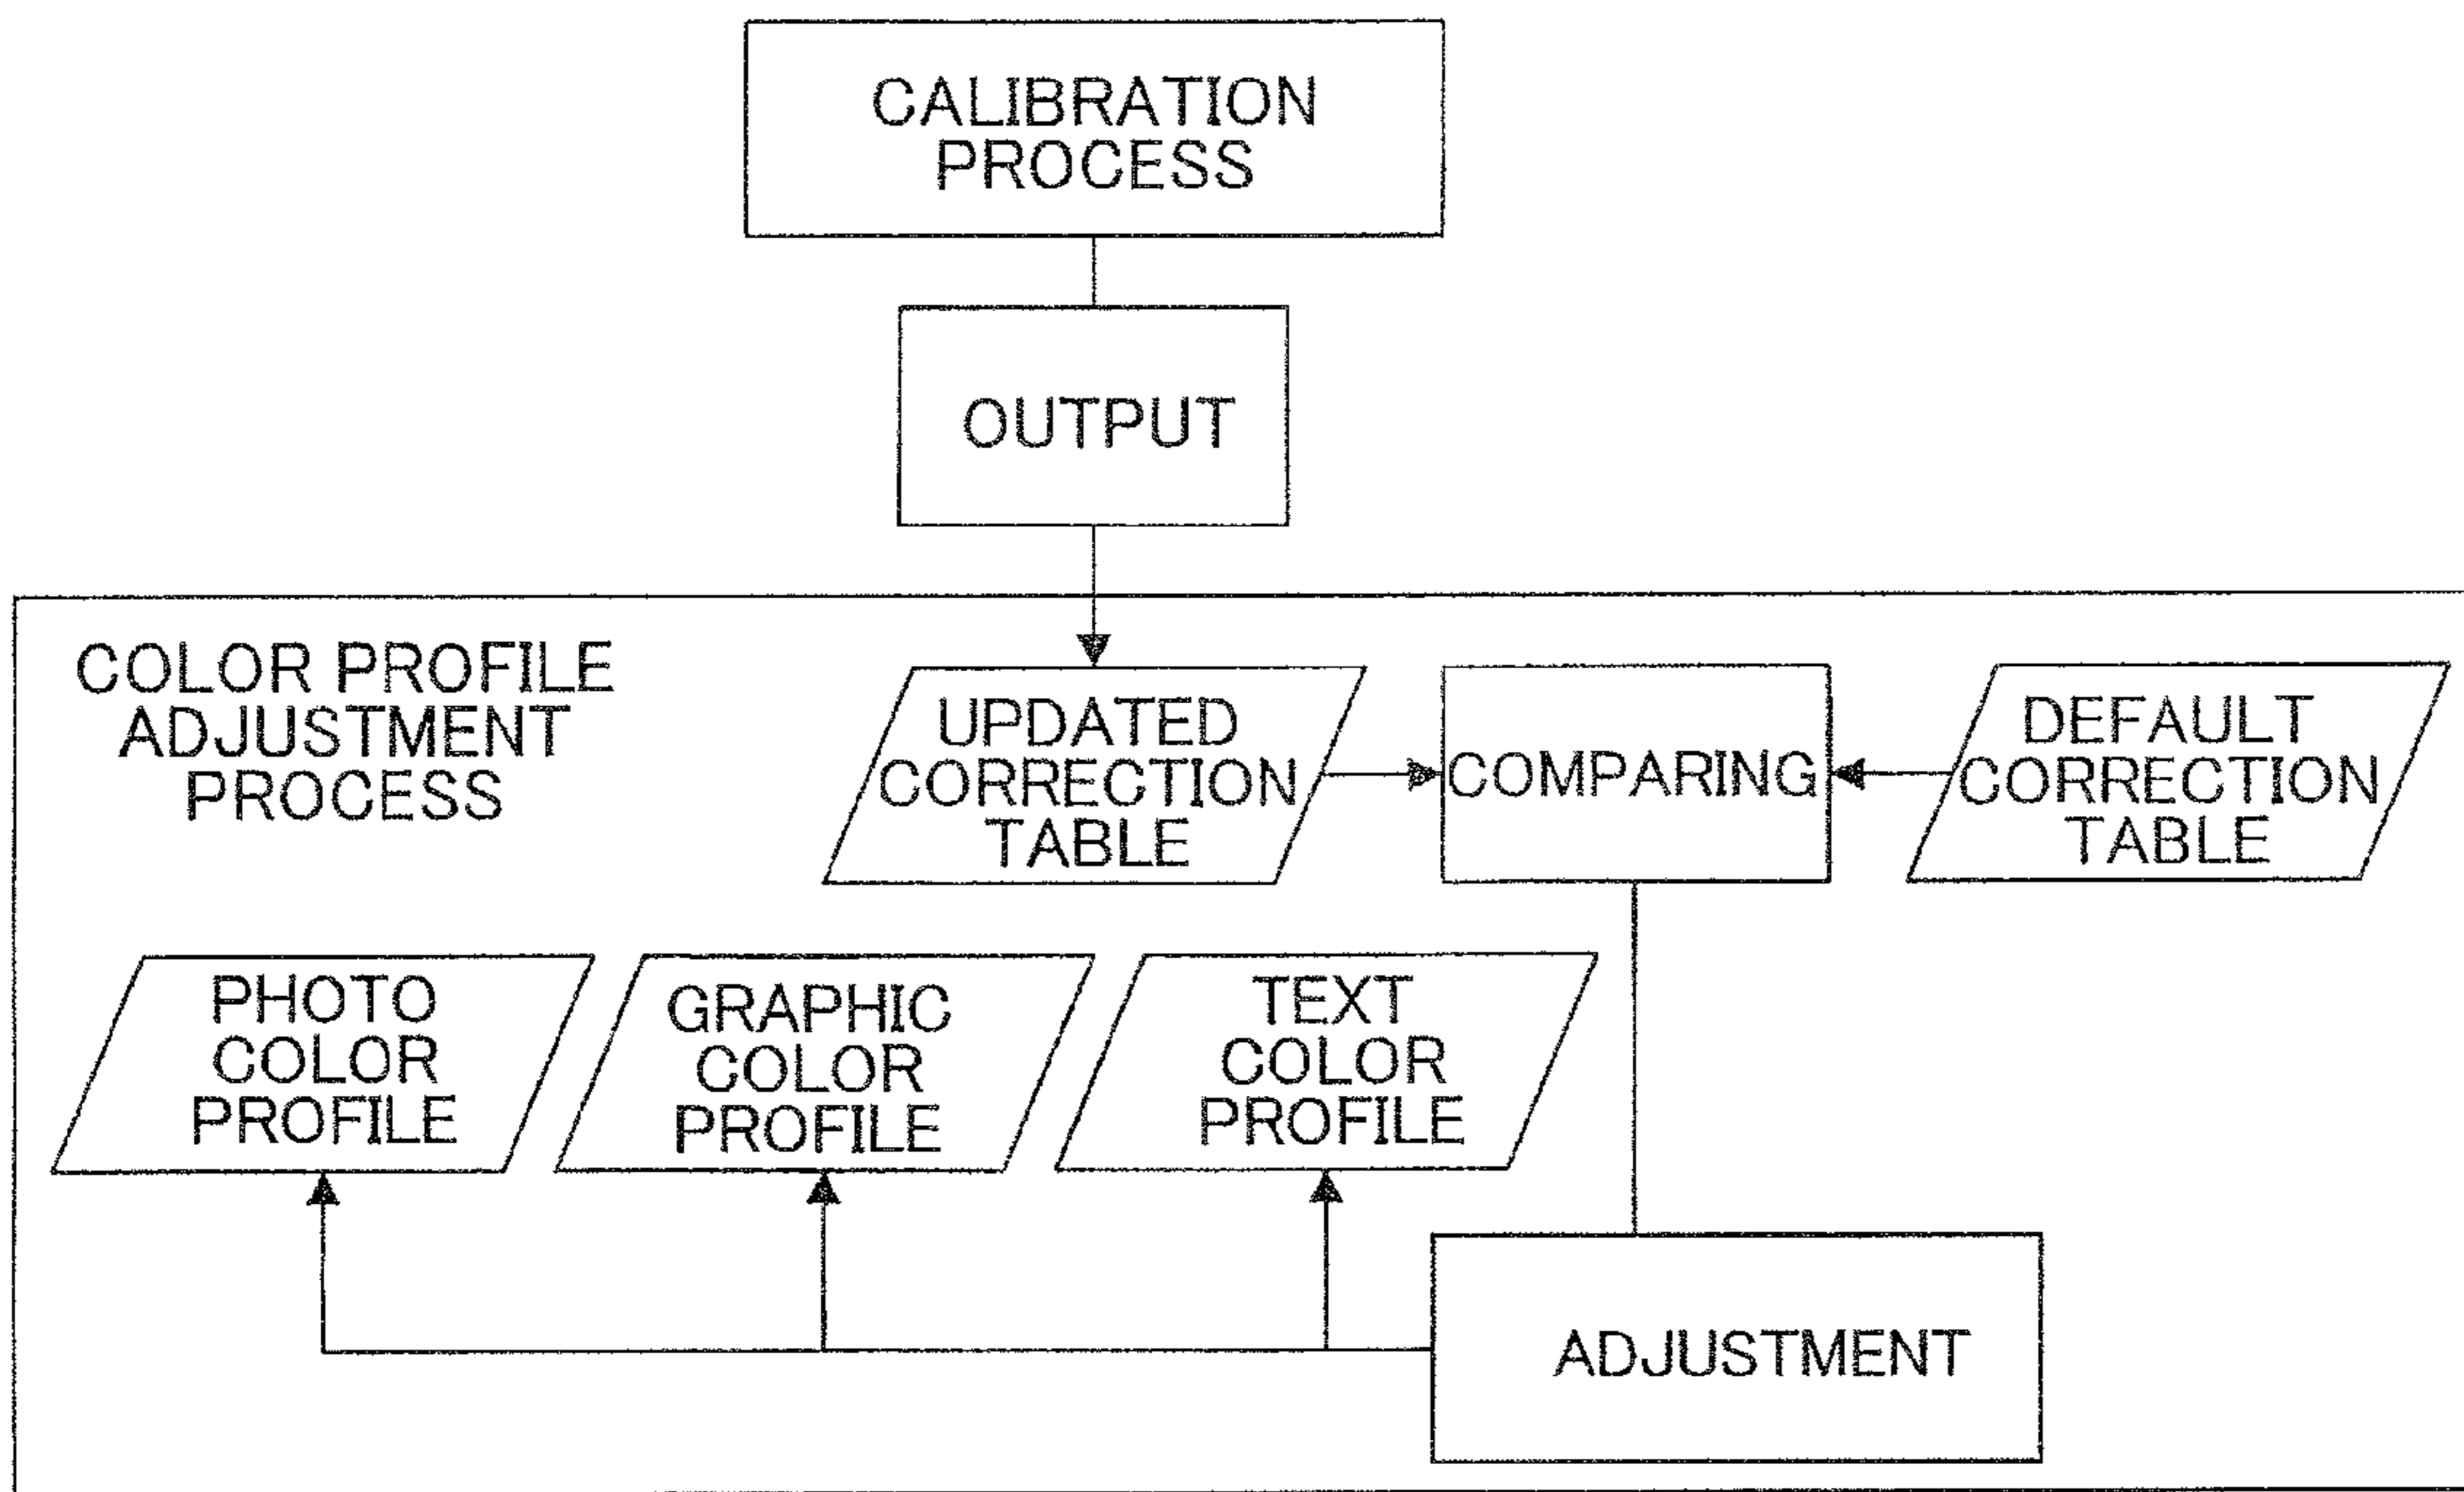 CALIBRATION
PROCESS
OUTPUT
COLOR PROFILE
ADJUSTMENT
PROCESS
UPDATED
CORRECTION
TABLE
COMPARING
DEFAULT
CORRECTION
TABLE
PHOTO
COLOR
PROFILE
GRAPHIC
COLOR
PROFILE
TEXT
COLOR
PROFILE
ADJUSTMENT